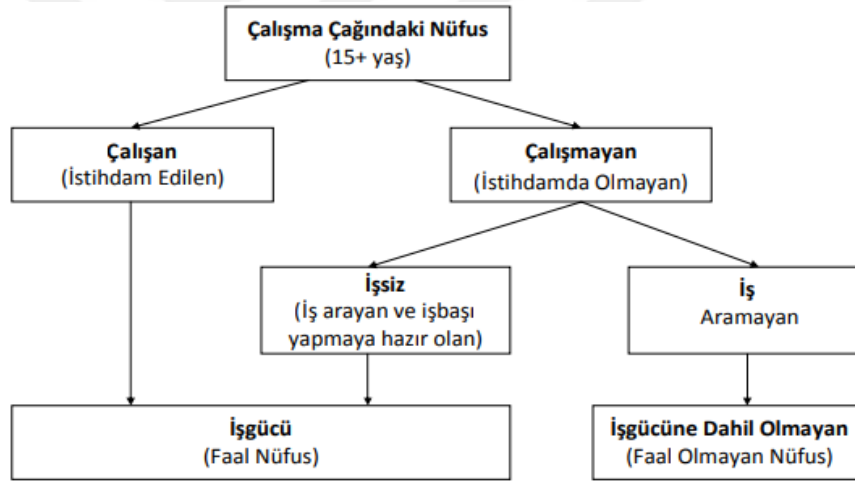 Çalışma Çağındaki Nüfus
(15+ yaş)
Çalışan
(İstihdam Edilen)
Çalışmayan
(İstihdamda Olmayan)
İşsiz
(İş arayan ve işbaşı
yapmaya hazır olan)
İş
Aramayan
İşgücü
(Faal Nüfus)
İşgücüne Dahil Olmayan
(Faal Olmayan Nüfus)